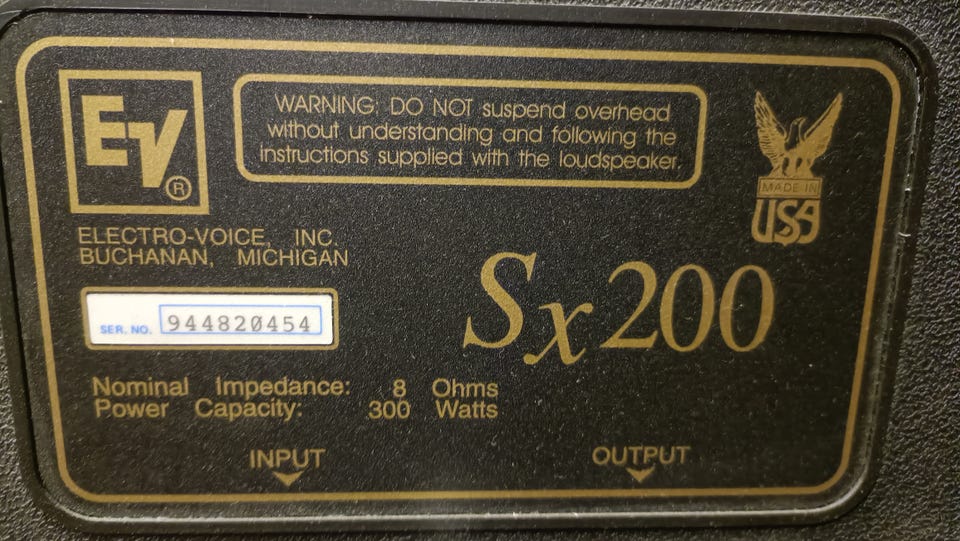 EV®
WARNING: DO NOT suspend overhead
without understanding and following the
instructions supplied with the loudspeaker.
MADE IN
USA
ELECTRO-VOICE, INC.
BUCHANAN, MICHIGAN
SER. NO. 944820454
Sx200
Nominal Impedance: 8 Ohms
Power Capacity: 300 Watts
INPUT
OUTPUT